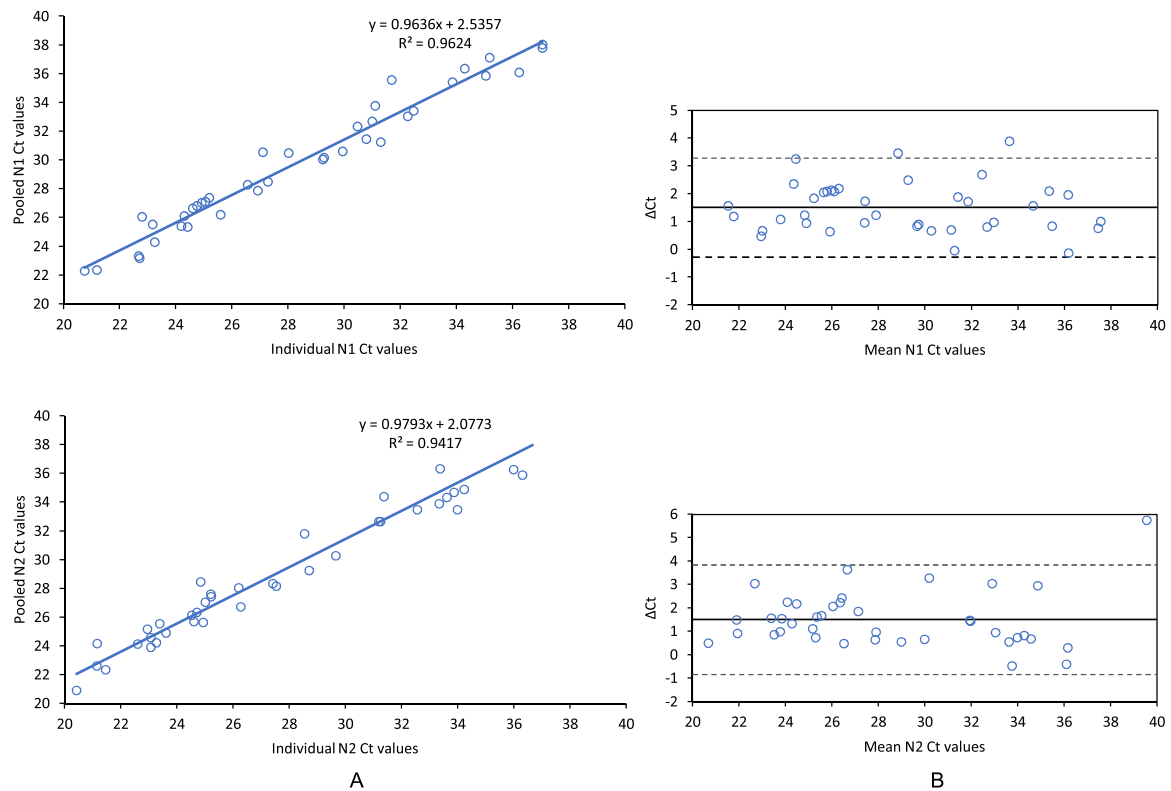 y = 0.9636x + 2.5357
R² = 0.9624
Pooled N1 Ct values
40
38
36
34
32
30
28
26
24
22
20
20 22 24 26 28 30 32 34 36 38 40
Individual N1 Ct values
ΔCt
5
4
3
2
1
0
-1
-2
20 22 24 26 28 30 32 34 36 38 40
Mean N1 Ct values
y = 0.9793x + 2.0773
R² = 0.9417
Pooled N2 Ct values
40
38
36
34
32
30
28
26
24
22
20
20 22 24 26 28 30 32 34 36 38 40
Individual N2 Ct values
A
ΔCt
6
5
4
3
2
1
0
-1
-2
20 22 24 26 28 30 32 34 36 38 40
Mean N2 Ct values
B